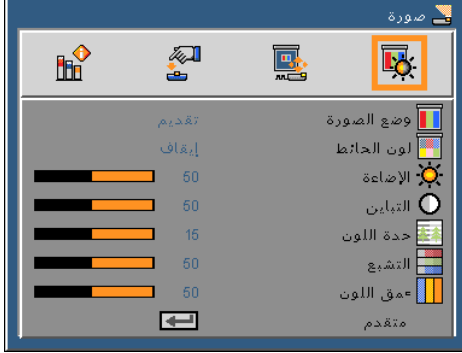 صورة
وضع الصورة تقديم
لون الحائط إيقاف
الإضاءة 50
التباين 50
حدة اللون 15
التشبع 50
عمق اللون 50
متقدم